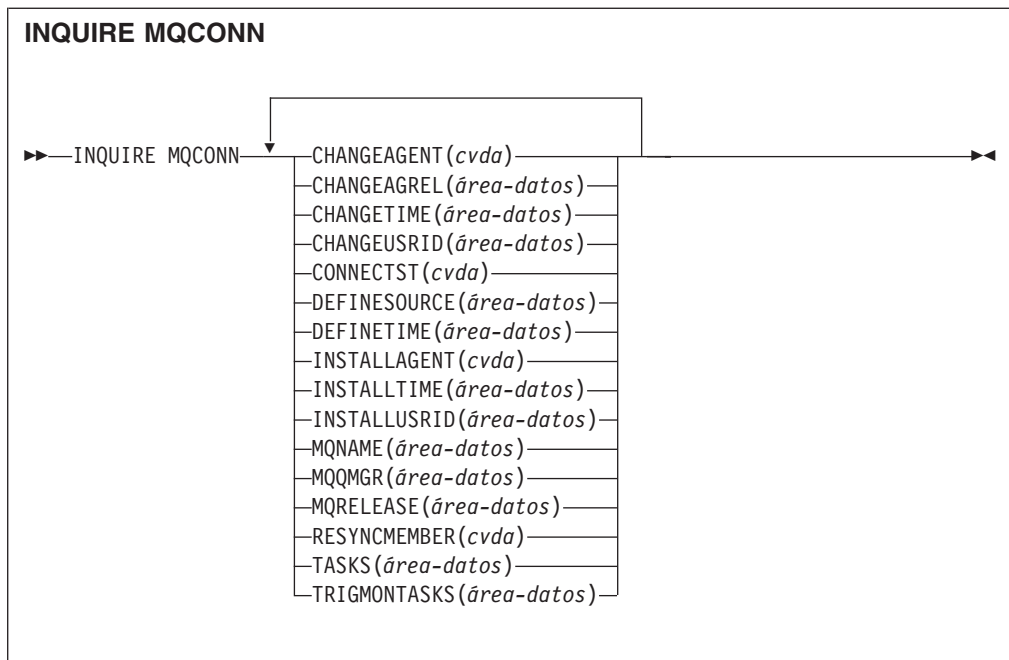 INQUIRE MQCONN
INQUIRE MQCONN CHANGEAGENT(cvda)
CHANGEAGREL(área-datos)
CHANGETIME(área-datos)
CHANGEUSRID(área-datos)
CONNECTST(cvda)
DEFINESOURCE(área-datos)
DEFINETIME(área-datos)
INSTALLAGENT(cvda)
INSTALLTIME(área-datos)
INSTALLUSRID(área-datos)
MQNAME(área-datos)
MQQMGR(área-datos)
MQRELEASE(área-datos)
RESYNCMEMBER(cvda)
TASKS(área-datos)
TRIGMONTASKS(área-datos)